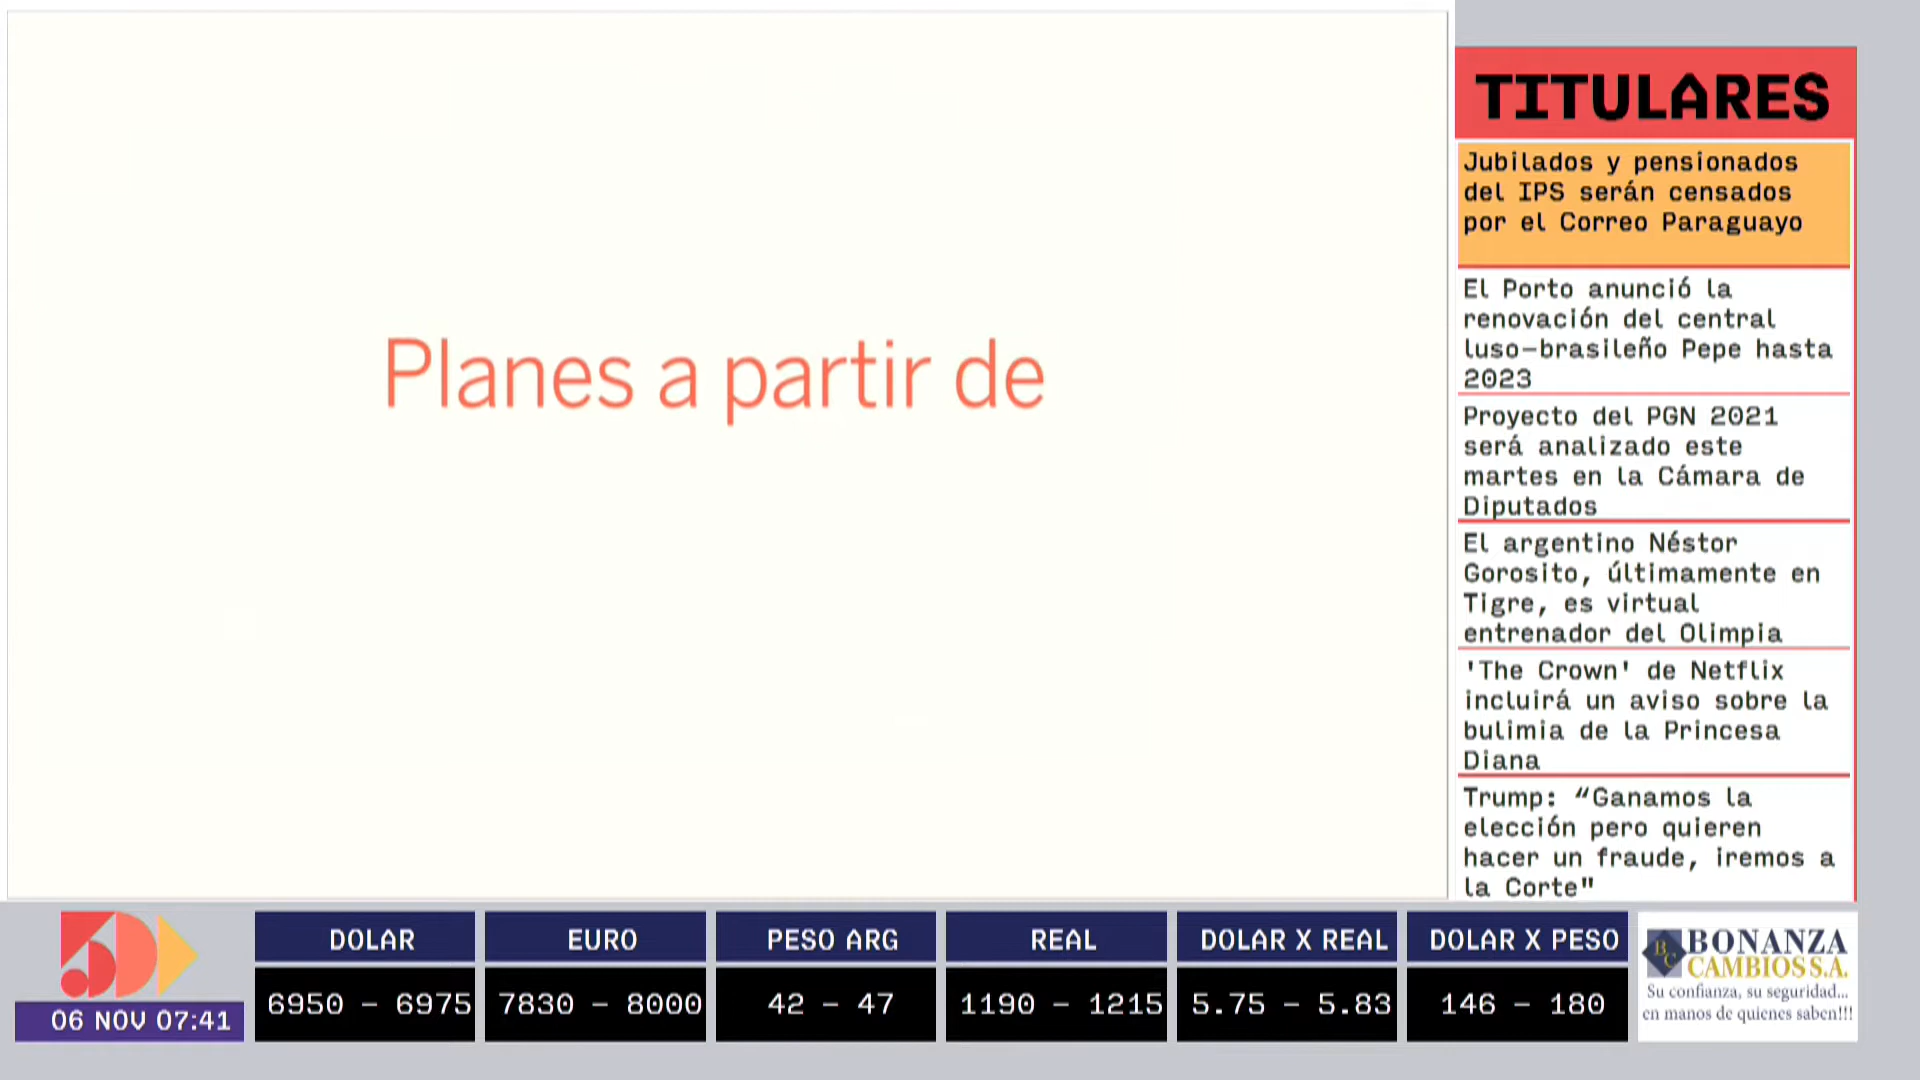 Planes a partir de
TITULARES
Jubilados y pensionados
del IPS serán censados
por el Correo Paraguayo
El Porto anunció la
renovación del central
luso-brasileño Pepe hasta
2023
Proyecto del PGN 2021
será analizado este
martes en la Cámara de
Diputados
El argentino Néstor
Gorosito, últimamente en
Tigre, es virtual
entrenador del Olimpia
'The Crown' de Netflix
incluirá un aviso sobre la
bulimia de la Princesa
Diana
Trump: “Ganamos la
elección pero quieren
hacer un fraude, iremos a
la Corte"
06 NOV 07:41
DOLAR
6950 - 6975
EURO
7830 - 8000
PESO ARG
42 - 47
REAL
1190 - 1215
DOLAR X REAL
5.75 - 5.83
DOLAR X PESO
146 - 180
BC
BONANZA
CAMBIOS S.A.
Su confianza, su seguridad...
en manos de quienes saben!!!